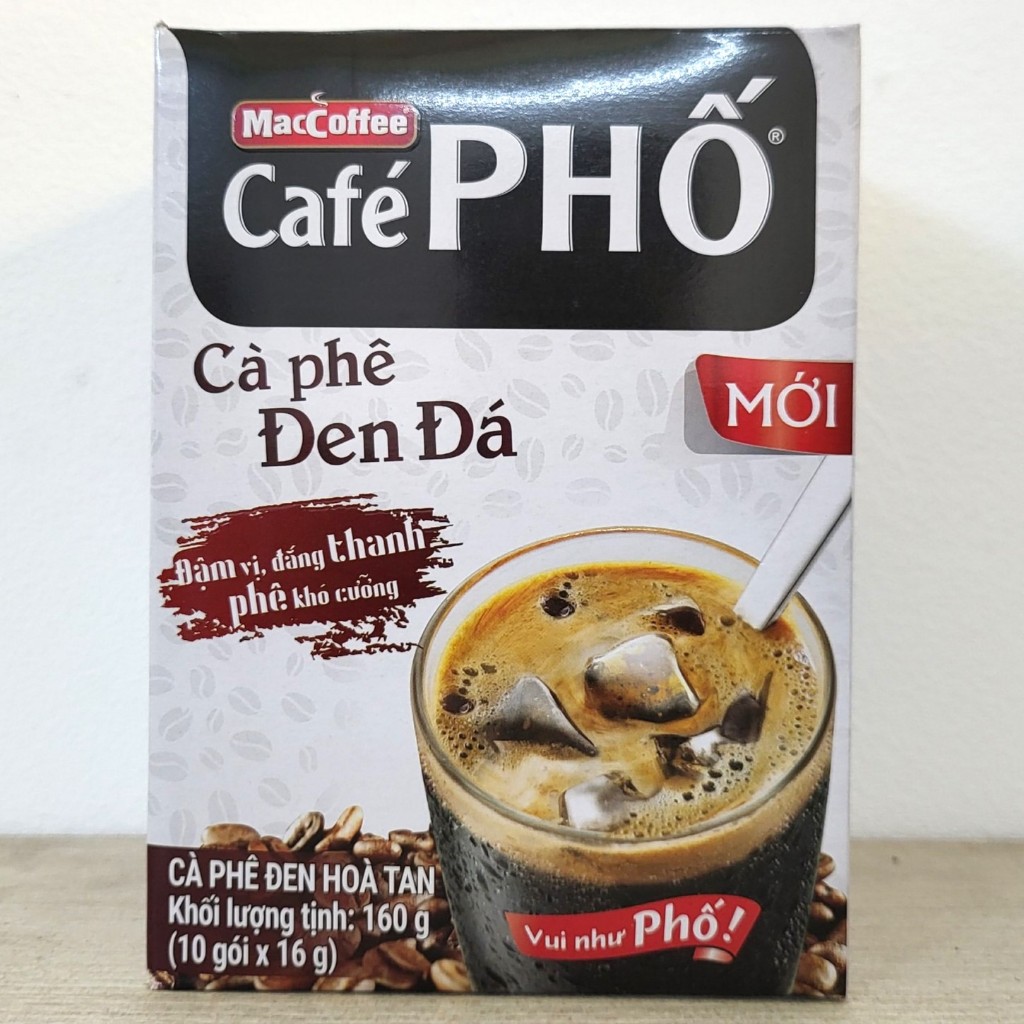 MacCoffee®
Café PHỐ®
Cà phê
Đen Đá
MỚI
Đậm vị, đắng thanh
phê khó cưỡng
CÀ PHÊ ĐEN HOÀ TAN
Khối lượng tịnh: 160 g
(10 gói x 16 g)
Vui như Phố!